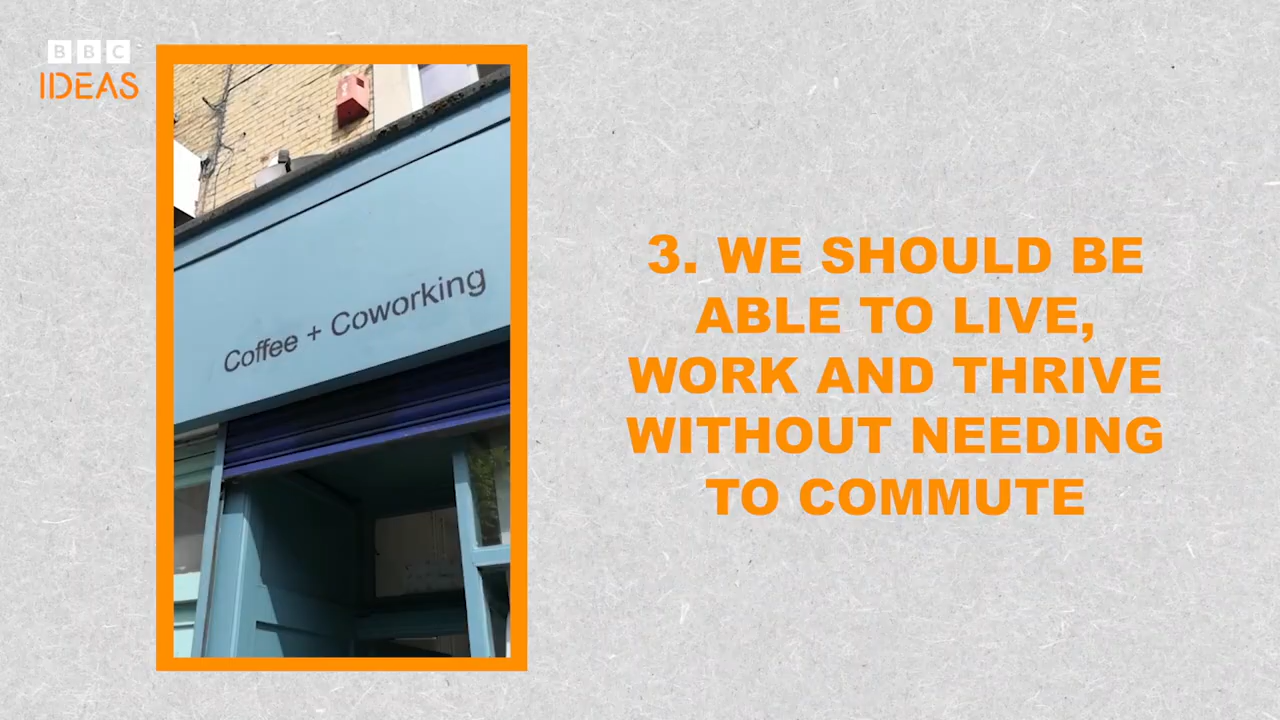 BBC
IDEAS
Coffee + Coworking
3. WE SHOULD BE
ABLE TO LIVE,
WORK AND THRIVE
WITHOUT NEEDING
TO COMMUTE